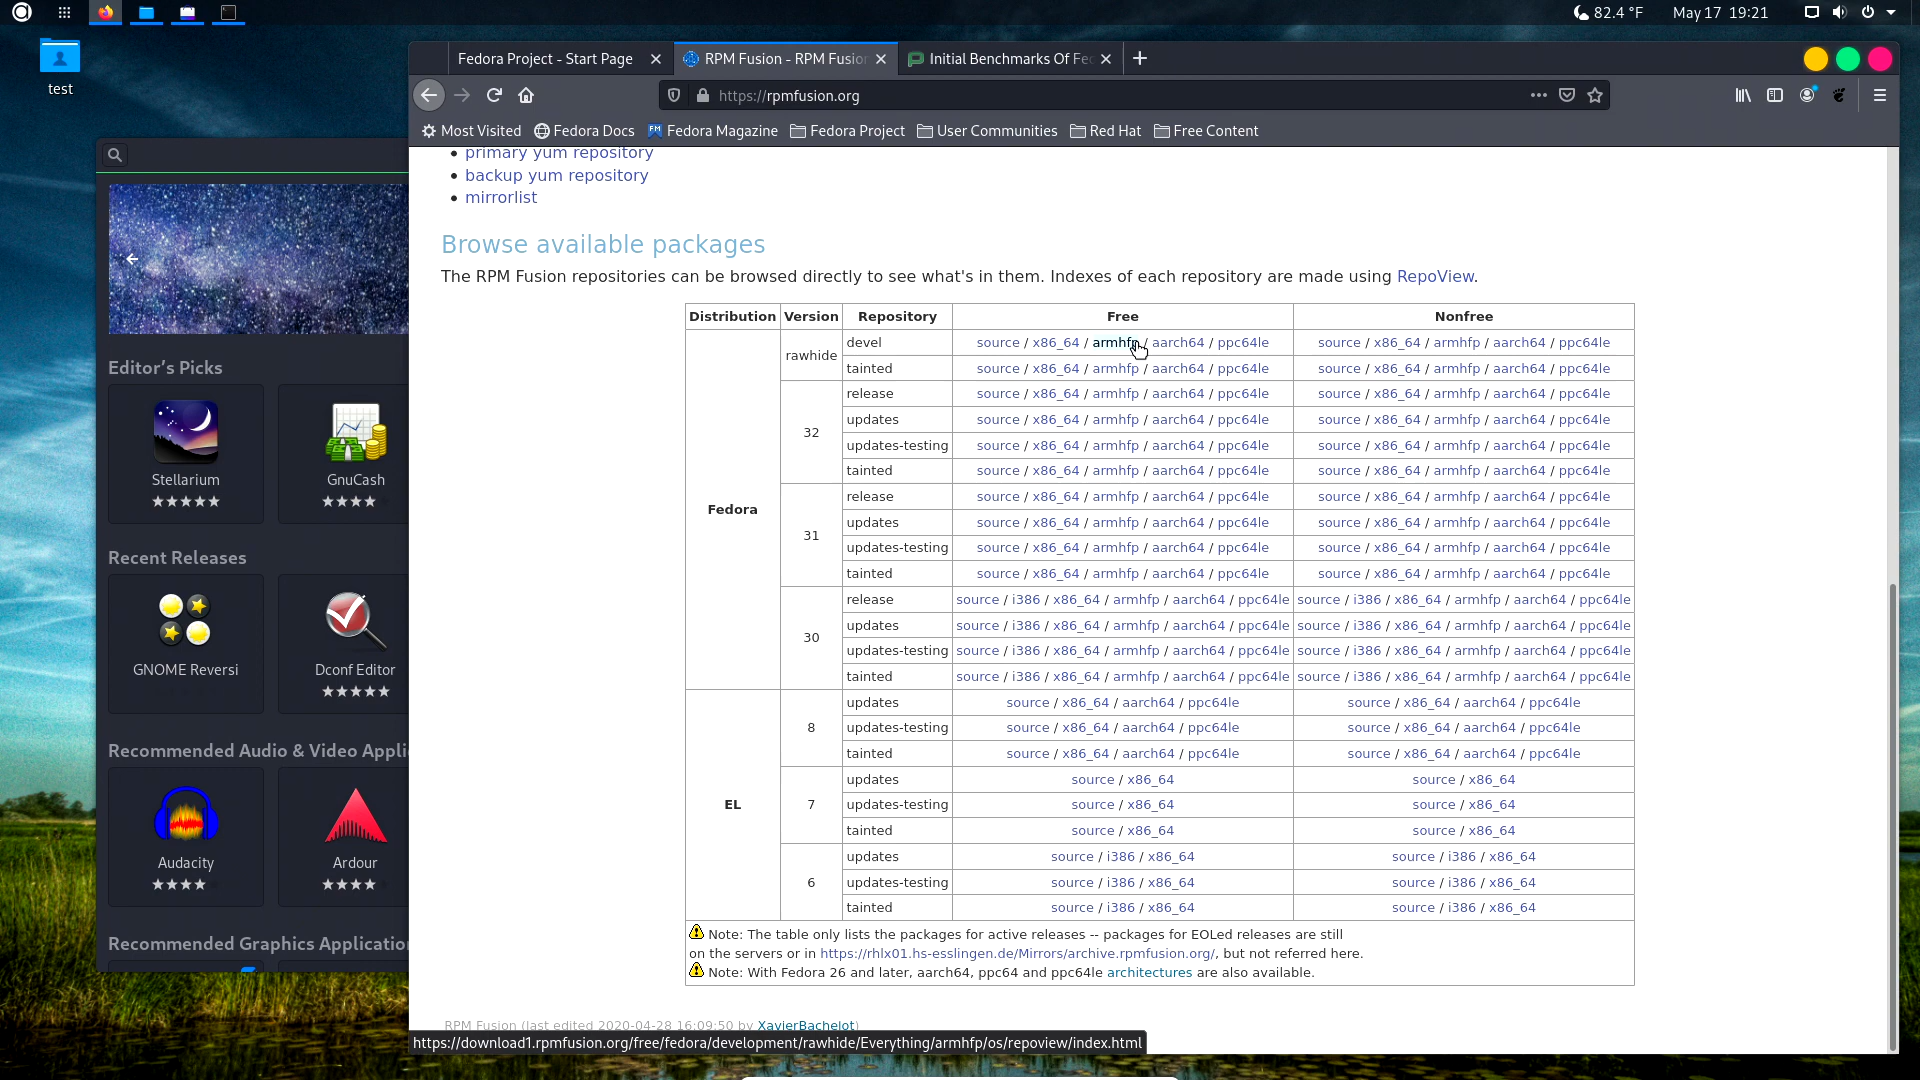 82.4 °F
May 17 19:21
test
Fedora Project - Start Page
RPM Fusion - RPM Fusion
Initial Benchmarks Of Fe
https://rpmfusion.org
Most Visited
Fedora Docs
Fedora Magazine
Fedora Project
User Communities
Red Hat
Free Content
Editor's Picks
Stellarium
GnuCash
Recent Releases
GNOME Reversi
Dconf Editor
Recommended Audio & Video Appli
Audacity
Ardour
Recommended Graphics Application
primary yum repository
backup yum repository
mirrorlist
Browse available packages
The RPM Fusion repositories can be browsed directly to see what's in them. Indexes of each repository are made using RepoView.
Distribution Version Repository Free Nonfree
Fedora
rawhide
devel source / x86_64 / armhfp / aarch64 / ppc64le source / x86_64 / armhfp / aarch64 / ppc64le
tainted source / x86_64 / armhfp / aarch64 / ppc64le source / x86_64 / armhfp / aarch64 / ppc64le
32
release source / x86_64 / armhfp / aarch64 / ppc64le source / x86_64 / armhfp / aarch64 / ppc64le
updates source / x86_64 / armhfp / aarch64 / ppc64le source / x86_64 / armhfp / aarch64 / ppc64le
updates-testing source / x86_64 / armhfp / aarch64 / ppc64le source / x86_64 / armhfp / aarch64 / ppc64le
tainted source / x86_64 / armhfp / aarch64 / ppc64le source / x86_64 / armhfp / aarch64 / ppc64le
31
release source / x86_64 / armhfp / aarch64 / ppc64le source / x86_64 / armhfp / aarch64 / ppc64le
updates source / x86_64 / armhfp / aarch64 / ppc64le source / x86_64 / armhfp / aarch64 / ppc64le
updates-testing source / x86_64 / armhfp / aarch64 / ppc64le source / x86_64 / armhfp / aarch64 / ppc64le
tainted source / x86_64 / armhfp / aarch64 / ppc64le source / x86_64 / armhfp / aarch64 / ppc64le
30
release source / i386 / x86_64 / armhfp / aarch64 / ppc64le source / i386 / x86_64 / armhfp / aarch64 / ppc64le
updates source / i386 / x86_64 / armhfp / aarch64 / ppc64le source / i386 / x86_64 / armhfp / aarch64 / ppc64le
updates-testing source / i386 / x86_64 / armhfp / aarch64 / ppc64le source / i386 / x86_64 / armhfp / aarch64 / ppc64le
tainted source / i386 / x86_64 / armhfp / aarch64 / ppc64le source / i386 / x86_64 / armhfp / aarch64 / ppc64le
EL
8
updates source / x86_64 / aarch64 / ppc64le source / x86_64 / aarch64 / ppc64le
updates-testing source / x86_64 / aarch64 / ppc64le source / x86_64 / aarch64 / ppc64le
tainted source / x86_64 / aarch64 / ppc64le source / x86_64 / aarch64 / ppc64le
7
updates source / x86_64 source / x86_64
updates-testing source / x86_64 source / x86_64
tainted source / x86_64 source / x86_64
6
updates source / i386 / x86_64 source / i386 / x86_64
updates-testing source / i386 / x86_64 source / i386 / x86_64
tainted source / i386 / x86_64 source / i386 / x86_64
Note: The table only lists the packages for active releases -- packages for EOLed releases are still
on the servers or in https://rhlx01.hs-esslingen.de/Mirrors/archive.rpmfusion.org/, but not referred here.
Note: With Fedora 26 and later, aarch64, ppc64 and ppc64le architectures are also available.
RPM Fusion (last edited 2020-04-28 16:09:50 by XavierBachelot)
https://download1.rpmfusion.org/free/fedora/development/rawhide/Everything/armhfp/os/repoview/index.html